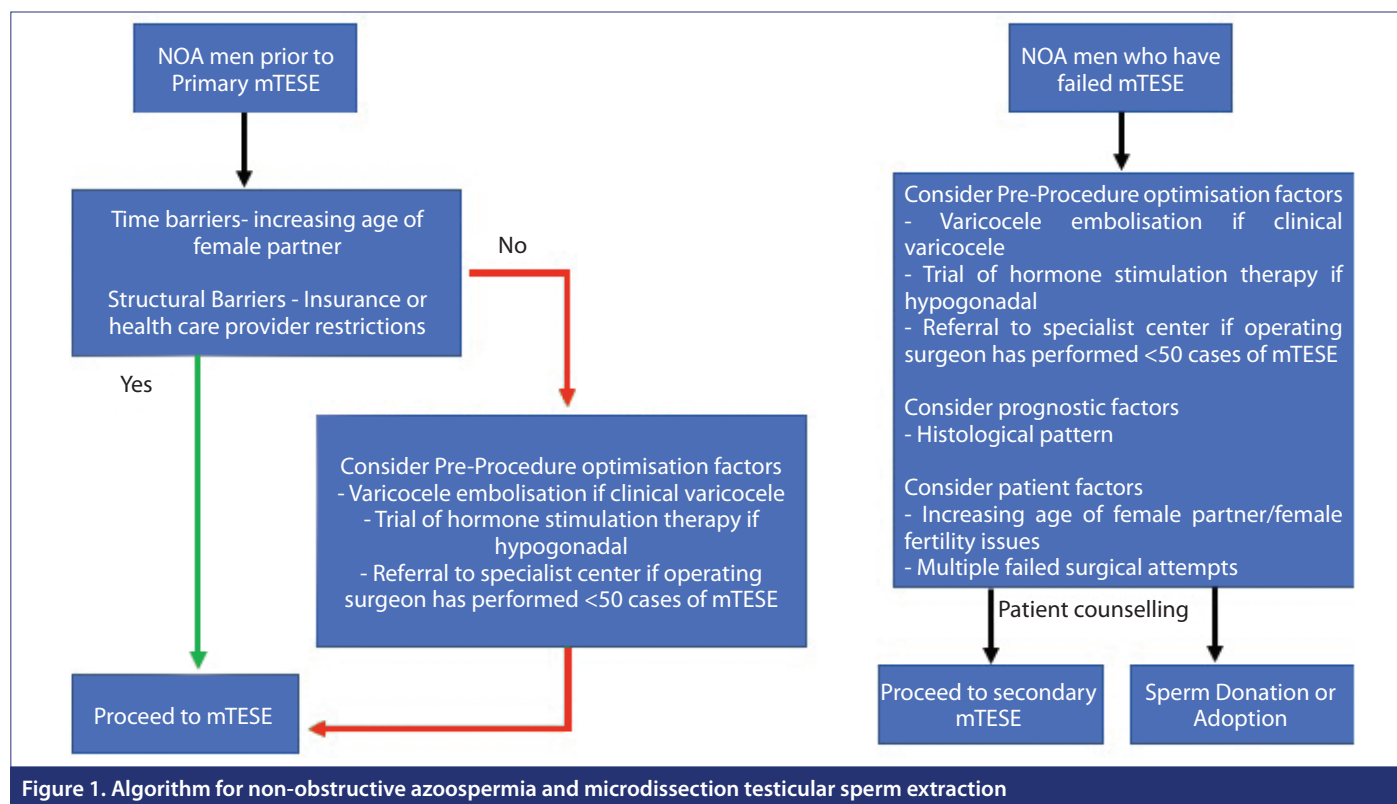 NOA men prior to
Primary mTESE
Time barriers- increasing age of
female partner
Structural Barriers - Insurance or
health care provider restrictions
No
Yes
Consider Pre-Procedure optimisation factors
- Varicocele embolisation if clinical varicocele
- Trial of hormone stimulation therapy if
hypogonadal
- Referral to specialist center if operating
surgeon has performed <50 cases of mTESE
Proceed to mTESE
NOA men who have
failed mTESE
Consider Pre-Procedure optimisation factors
- Varicocele embolisation if clinical
varicocele
- Trial of hormone stimulation therapy if
hypogonadal
- Referral to specialist center if operating
surgeon has performed <50 cases of mTESE
Consider prognostic factors
- Histological pattern
Consider patient factors
- Increasing age of female partner/female
fertility issues
- Multiple failed surgical attempts
Patient counselling
Proceed to secondary
mTESE
Sperm Donation or
Adoption
Figure 1. Algorithm for non-obstructive azoospermia and microdissection testicular sperm extraction